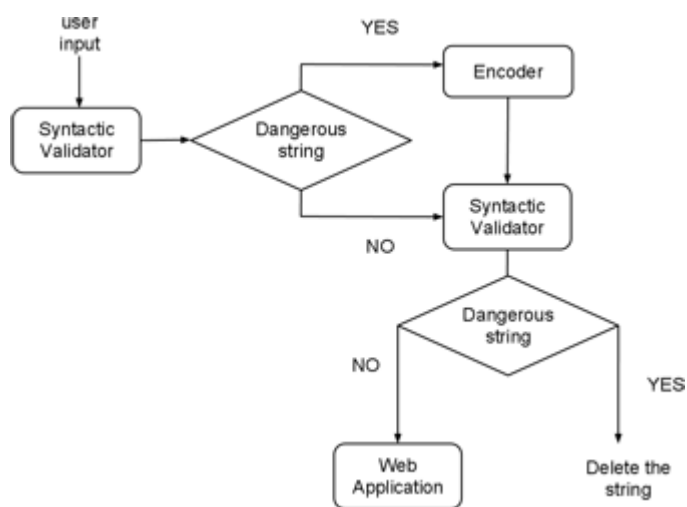 user
input
YES
Encoder
Syntactic
Validator
Dangerous
string
Syntactic
Validator
NO
Dangerous
string
NO
YES
Web
Application
Delete the
string